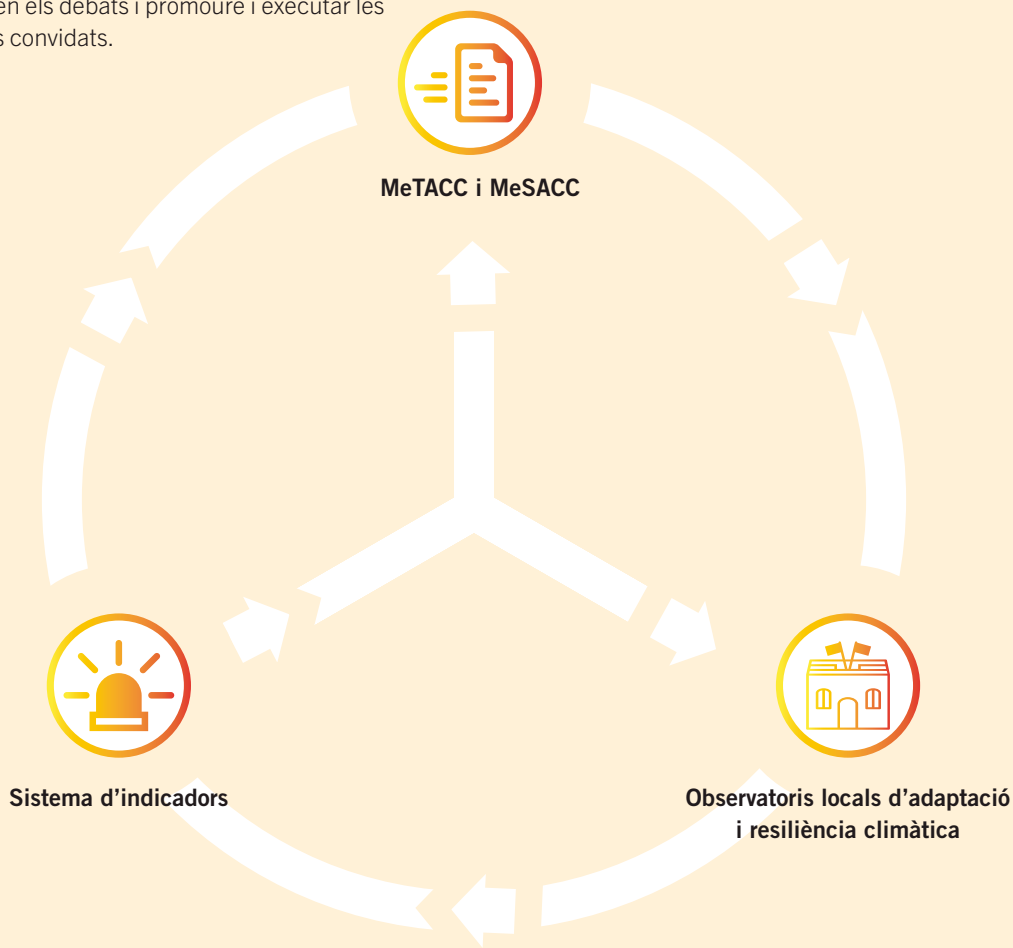 en els debats i promoure i executar les
s convidats.
MeTACC i MeSACC
Sistema d'indicadors
Observatoris locals d'adaptació
i resiliència climàtica